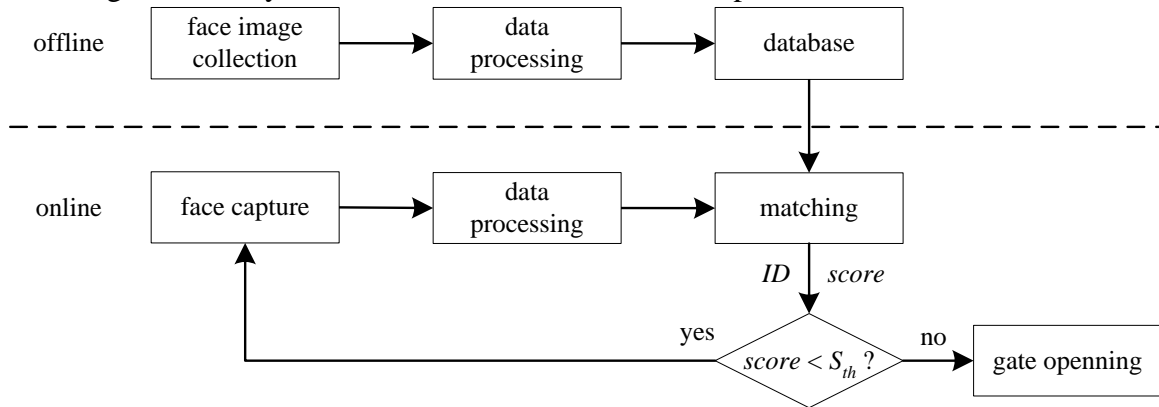 offline
face image
collection
data
processing
database
online
face capture
data
processing
matching
ID score
yes
score < S_th ?
no
gate openning